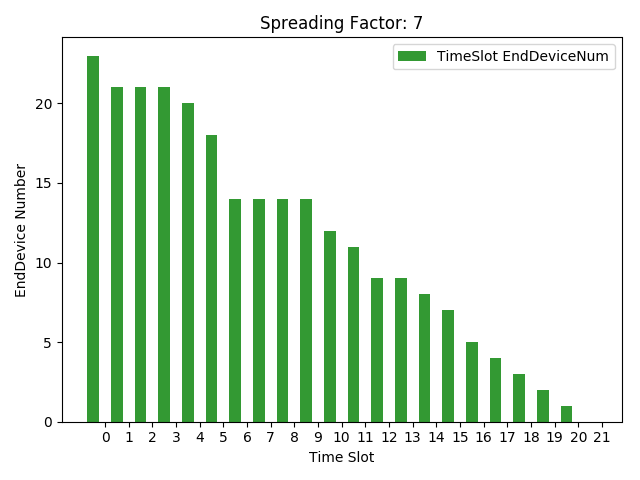 Spreading Factor: 7
TimeSlot EndDeviceNum
EndDevice Number
20
15
10
5
0
0 1 2 3 4 5 6 7 8 9 10 11 12 13 14 15 16 17 18 19 20 21
Time Slot